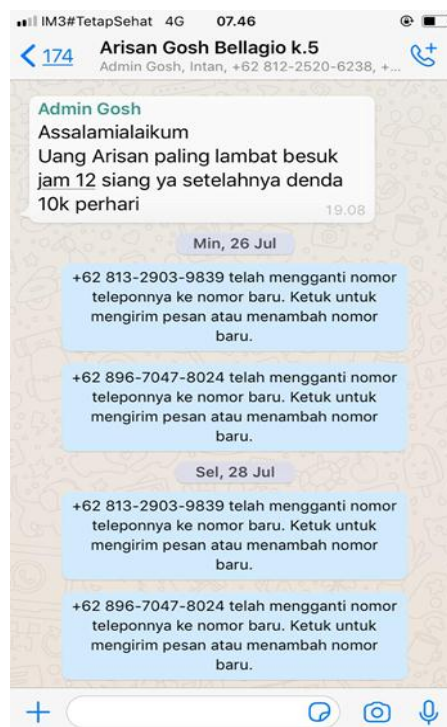 IM3#TetapSehat 4G 07.46
174 Arisan Gosh Bellagio k.5
Admin Gosh, Intan, +62 812-2520-6238, +...
Admin Gosh
Assalamialaikum
Uang Arisan paling lambat besuk
jam 12 siang ya setelahnya denda
10k perhari
19.08
Min, 26 Jul
+62 813-2903-9839 telah mengganti nomor
teleponnya ke nomor baru. Ketuk untuk
mengirim pesan atau menambah nomor
baru.
+62 896-7047-8024 telah mengganti nomor
teleponnya ke nomor baru. Ketuk untuk
mengirim pesan atau menambah nomor
baru.
Sel, 28 Jul
+62 813-2903-9839 telah mengganti nomor
teleponnya ke nomor baru. Ketuk untuk
mengirim pesan atau menambah nomor
baru.
+62 896-7047-8024 telah mengganti nomor
teleponnya ke nomor baru. Ketuk untuk
mengirim pesan atau menambah nomor
baru.